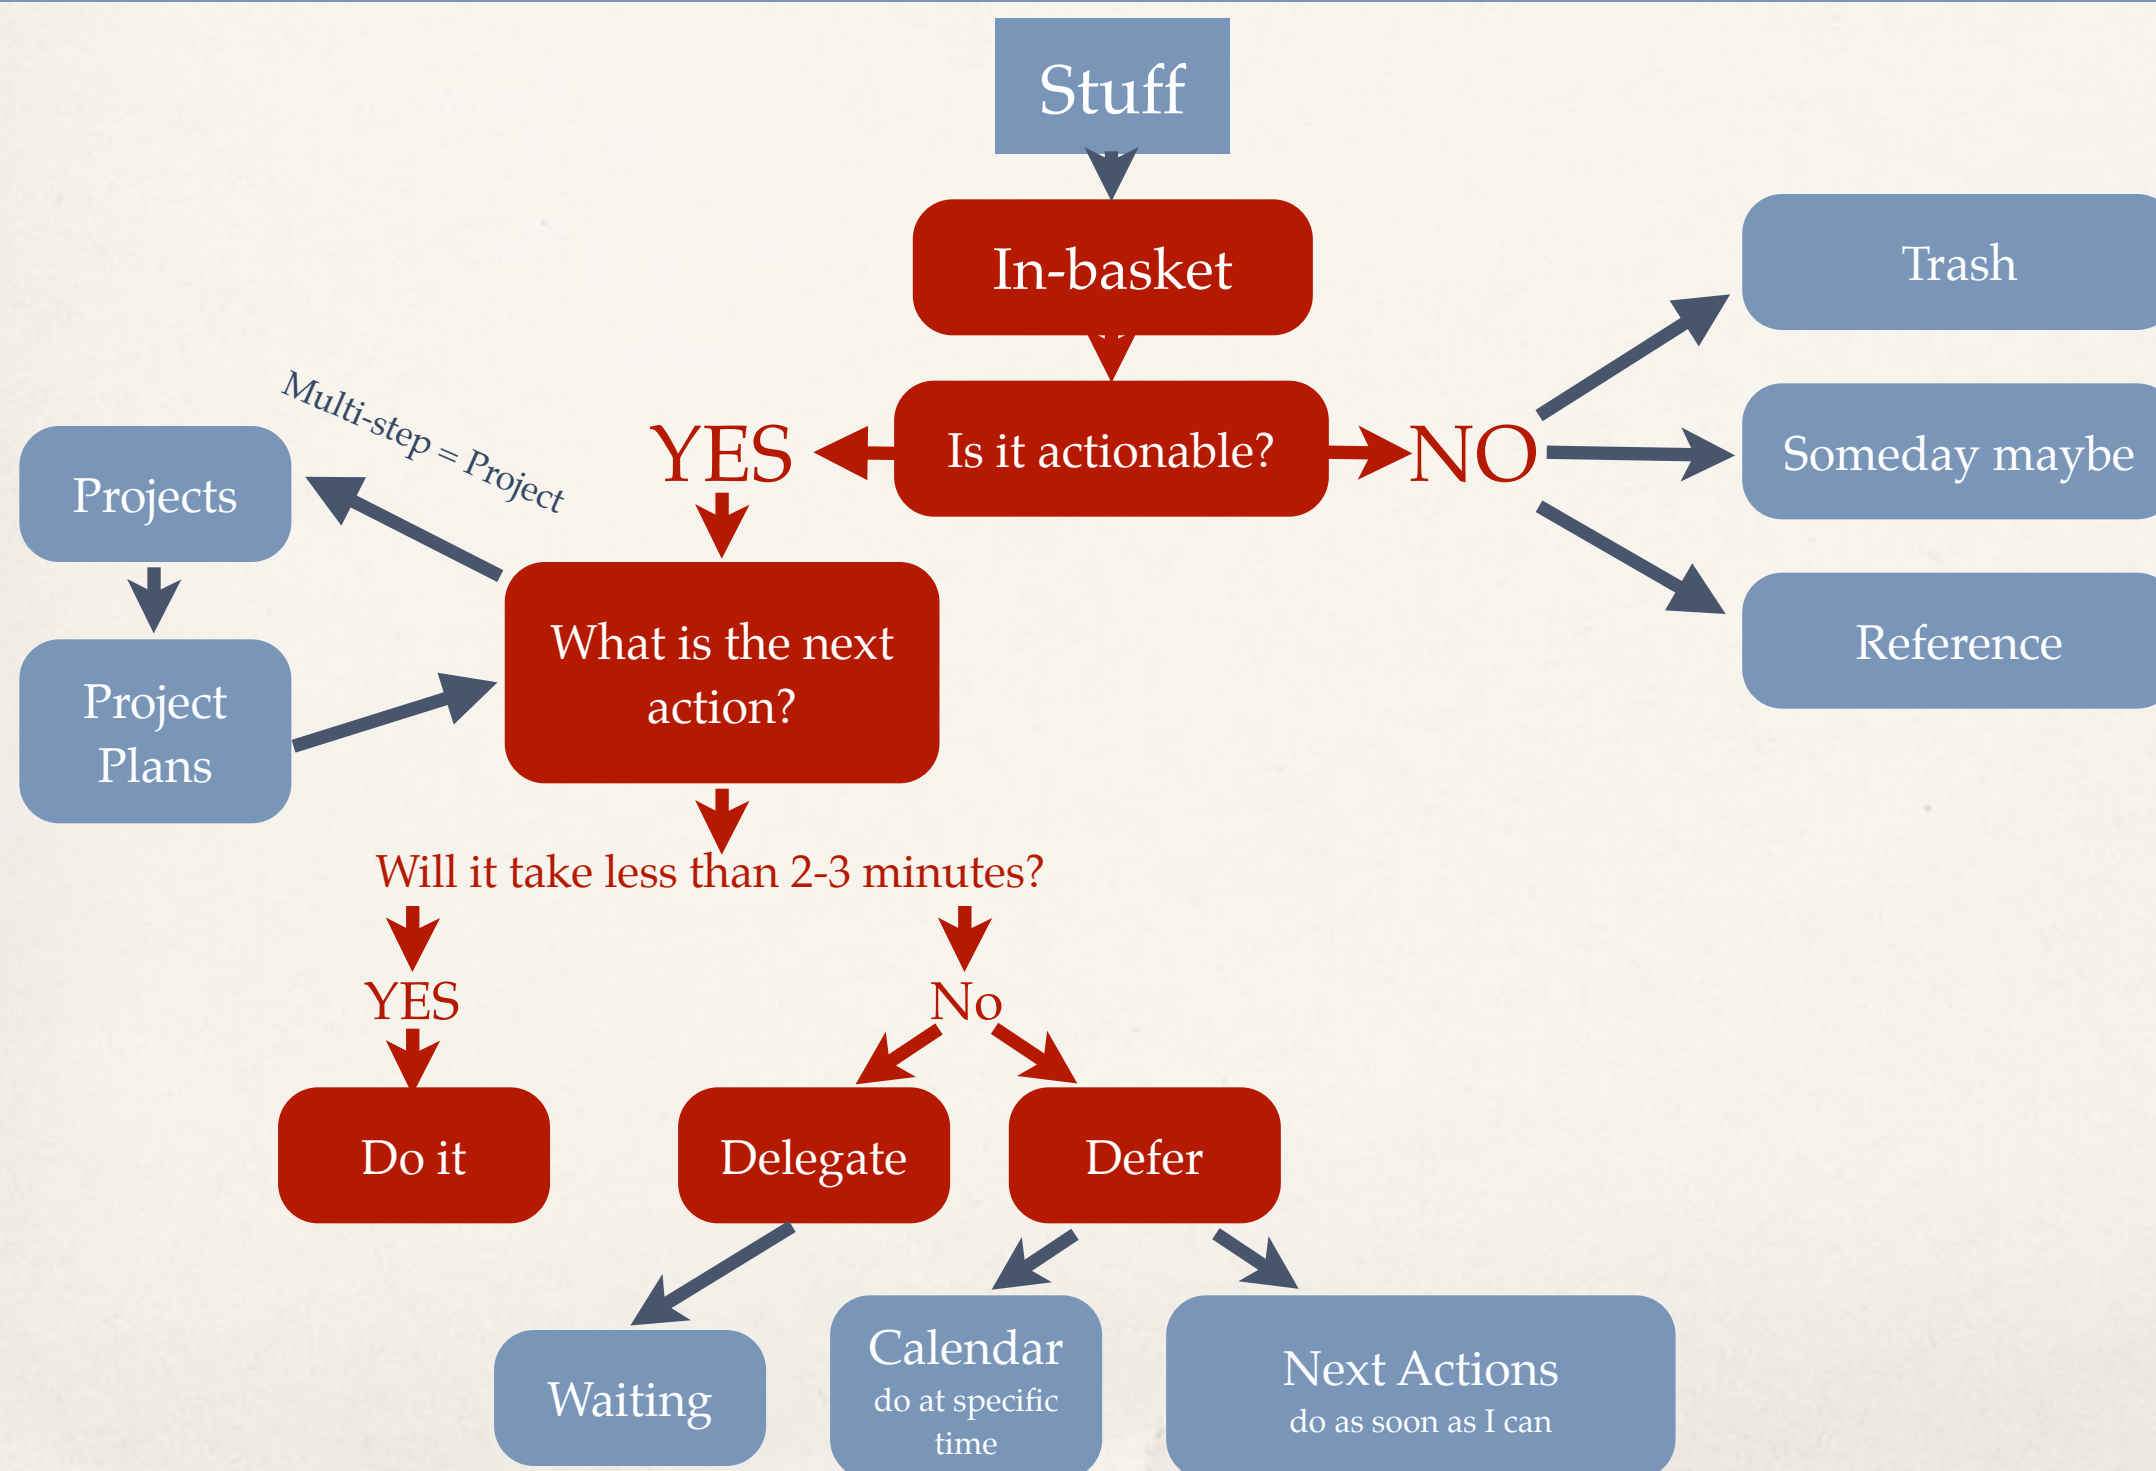 Stuff
In-basket
Trash
Is it actionable?
YES
NO
Someday maybe
Multi-step = Project
Projects
What is the next
action?
Reference
Project
Plans
Will it take less than 2-3 minutes?
YES
No
Do it
Delegate
Defer
Waiting
Calendar
do at specific
time
Next Actions
do as soon as I can